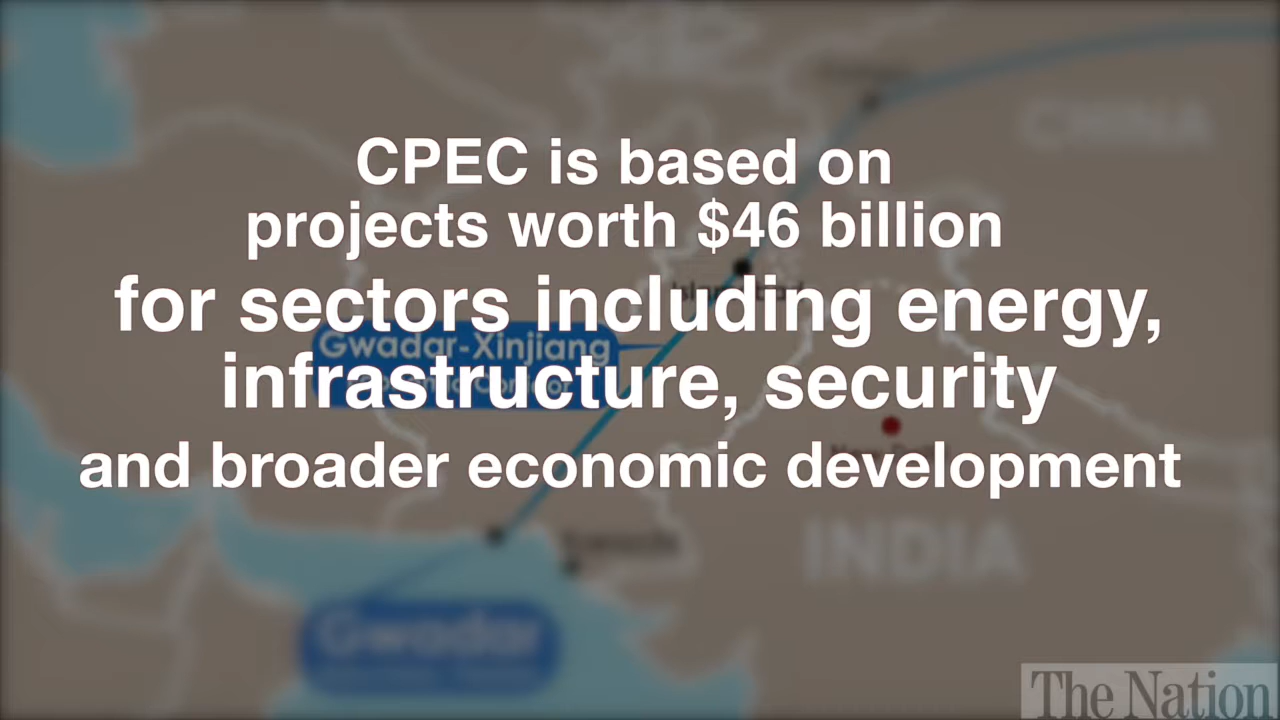 CPEC is based on
projects worth $46 billion
for sectors including energy,
Gwadar-Xinjiang
infrastructure, security
and broader economic development
CHINA
INDIA
Gwadar
The Nation